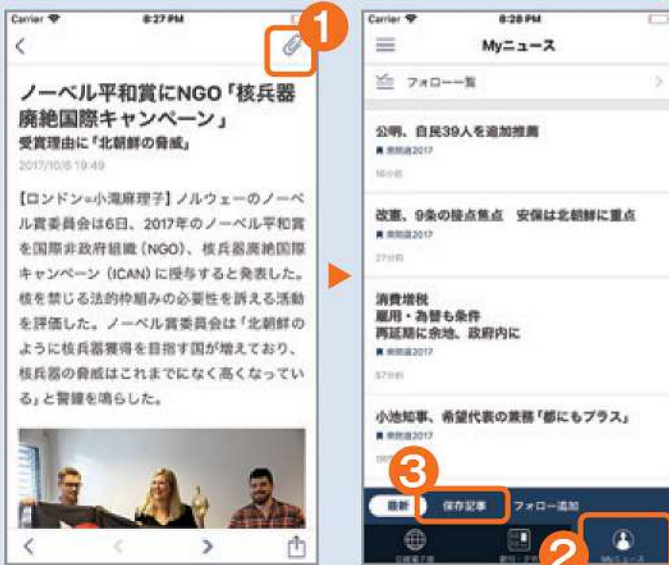 Carrier 8:27 PM
1
ノーベル平和賞にNGO「核兵器
廃絶国際キャンペーン」
受賞理由に「北朝鮮の脅威」
2017/10/6 19:49
【ロンドン=小滝麻理子】ノルウェーのノーベ
ル賞委員会は6日、2017年のノーベル平和賞
を国際非政府組織(NGO)、核兵器廃絶国際
キャンペーン(ICAN)に授与すると発表した。
核を禁じる法的枠組みの必要性を訴える活動
を評価した。ノーベル賞委員会は「北朝鮮の
ように核兵器獲得を目指す国が増えており、
核兵器の脅威はこれまでになく高くなってい
る」と警鐘を鳴らした。
Carrier 8:28 PM
Myニュース
フォロー一覧
公明、自民39人を追加推薦
衆院選2017
16分前
改憲、9条の接点焦点 安保は北朝鮮に重点
衆院選2017
27分前
消費増税
雇用・為替も条件
再延期に余地、政府内に
衆院選2017
57分前
小池知事、希望代表の兼務「都にもプラス」
衆院選2017
3
最新 保存記事 フォロー追加
2
Myニュース